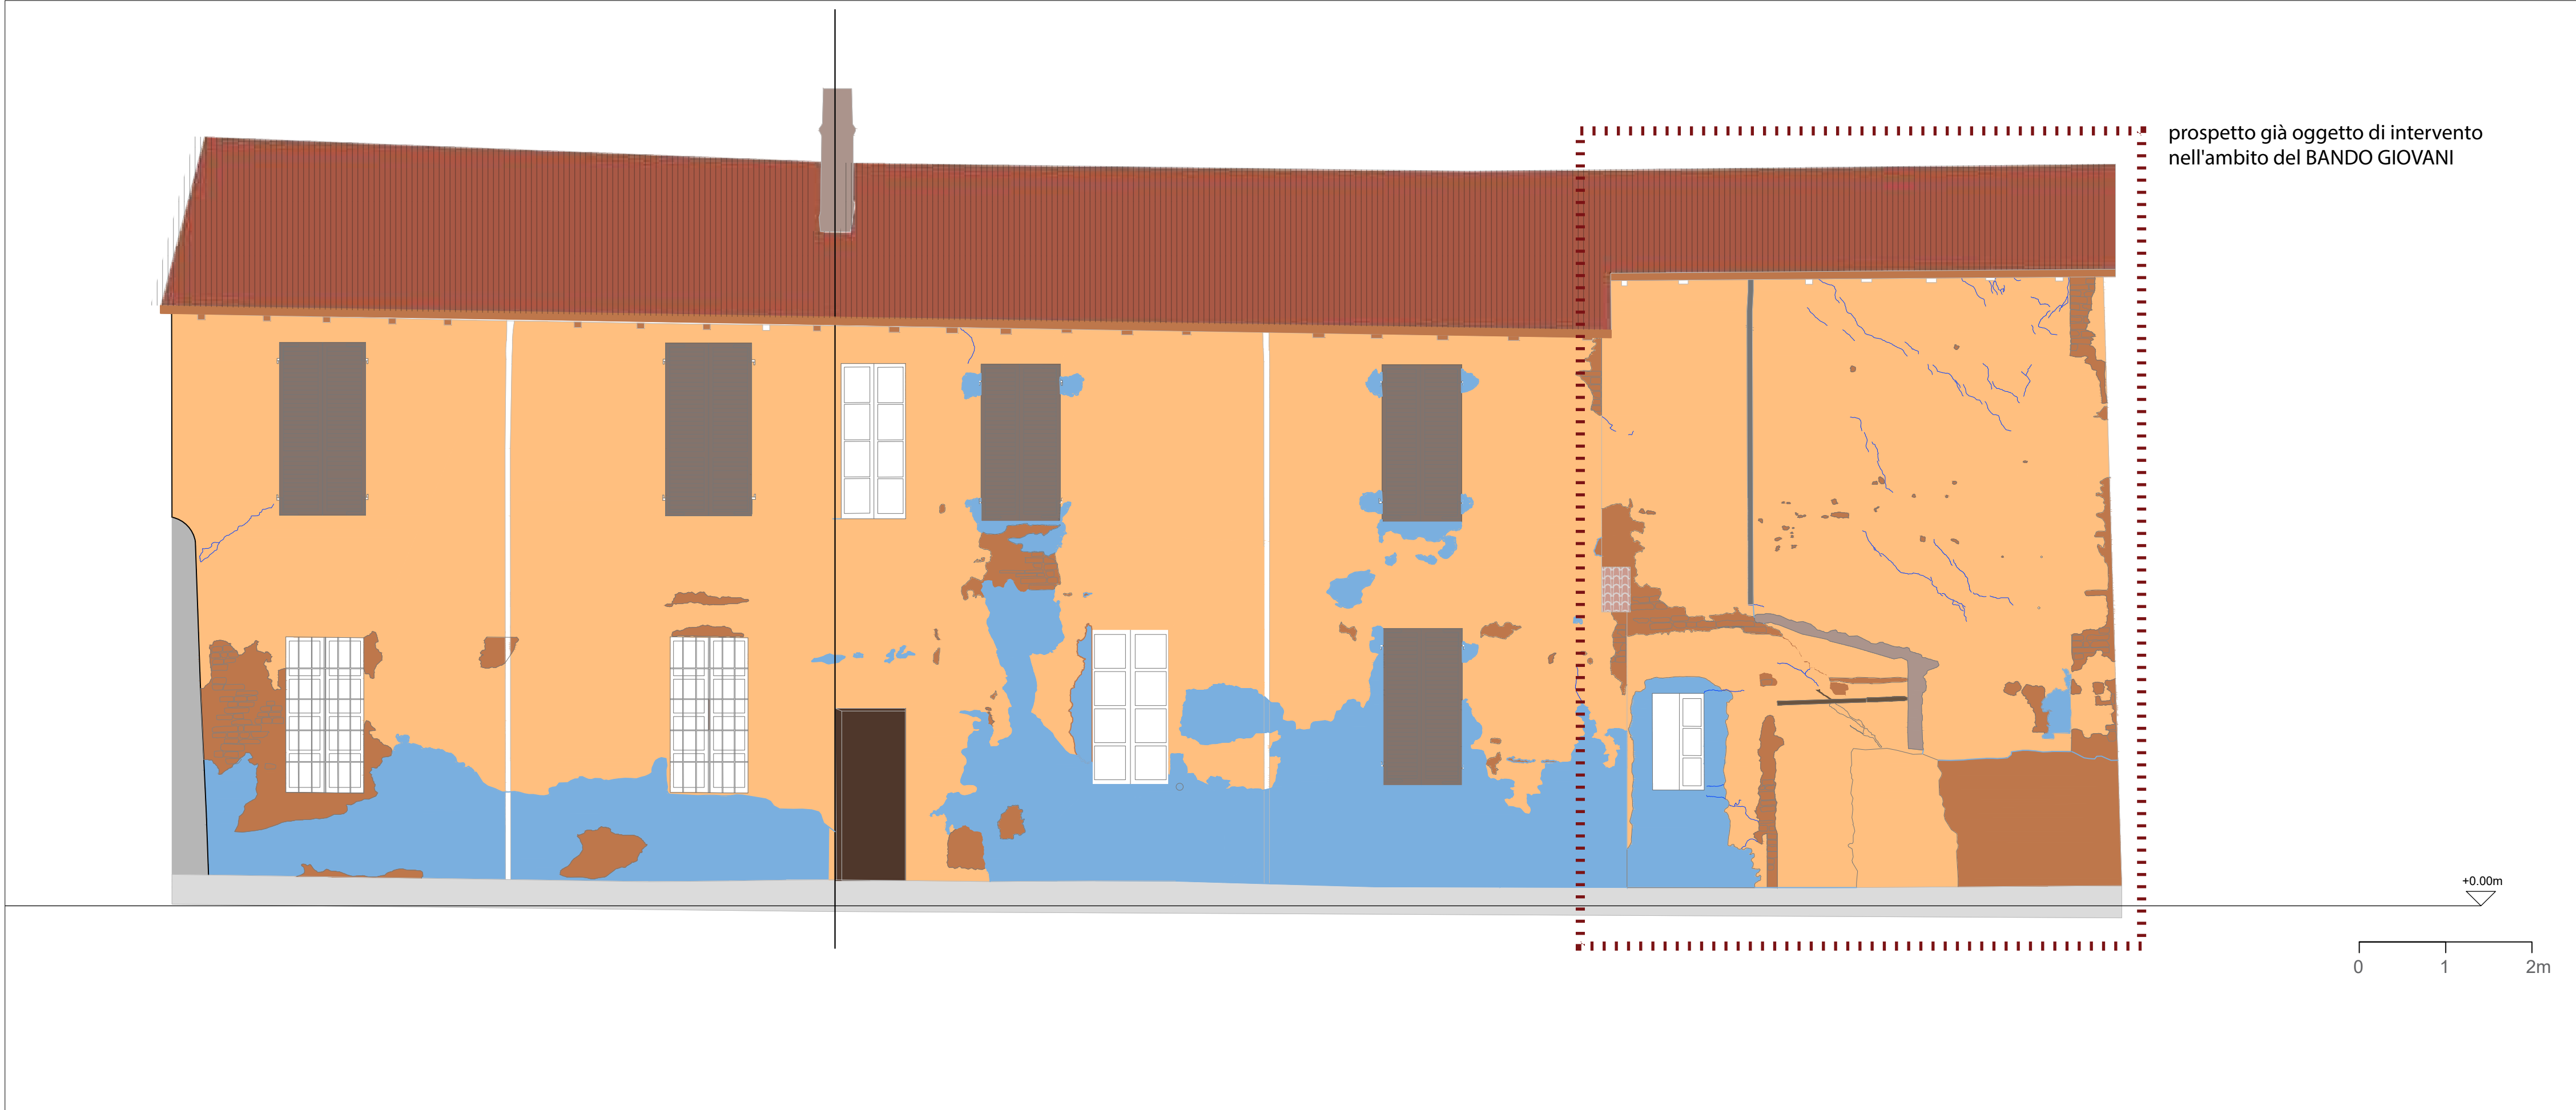 prospetto già oggetto di intervento
nell'ambito del BANDO GIOVANI
+0.00m
0 1 2m